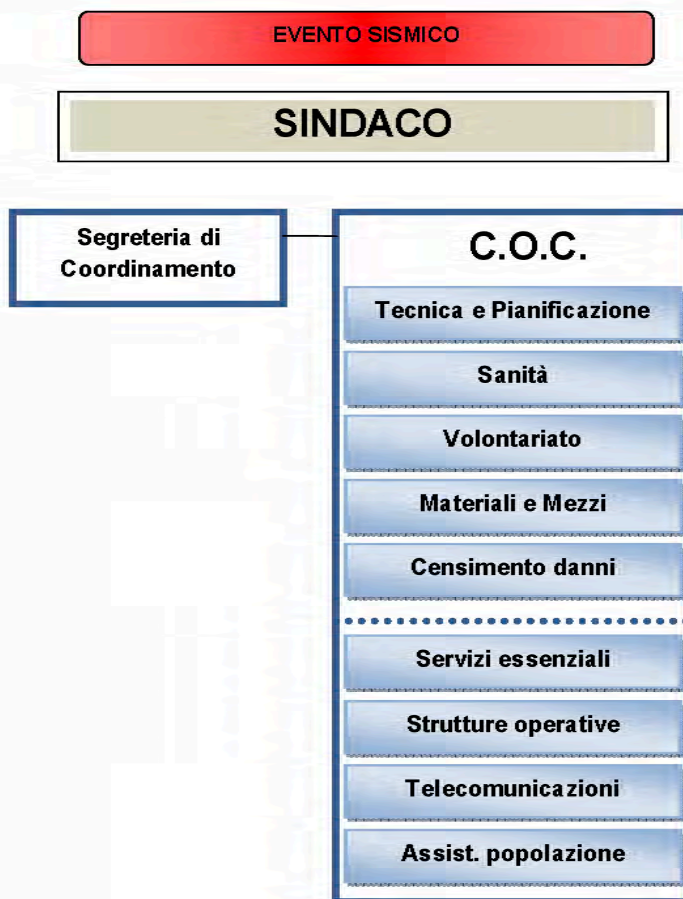 EVENTO SISMICO
SINDACO
Segreteria di
Coordinamento
C.O.C.
Tecnica e Pianificazione
Sanità
Volontariato
Materiali e Mezzi
Censimento danni
Servizi essenziali
Strutture operative
Telecomunicazioni
Assist. popolazione